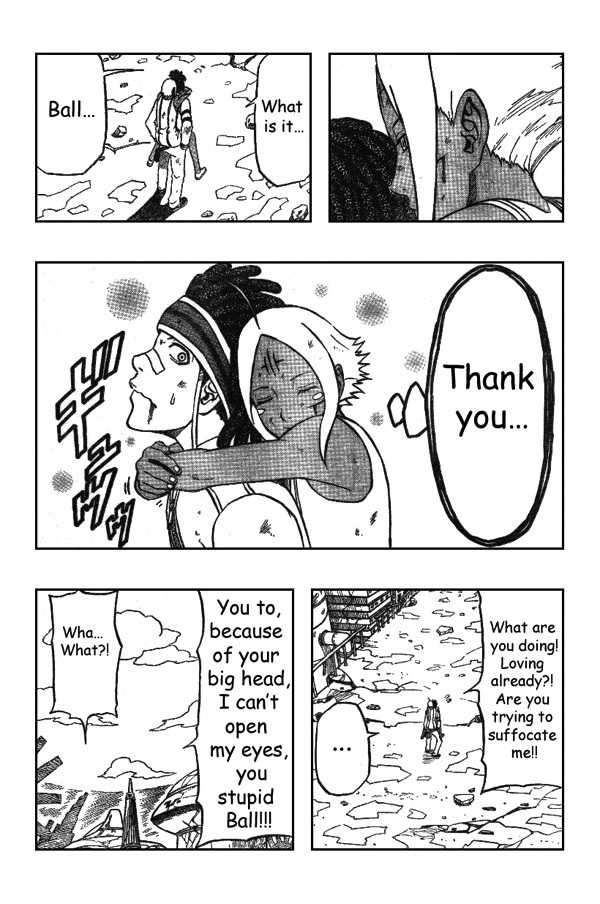 Ball...
What
is it...
Thank
you...
What are
you doing!
Loving
already?!
Are you
trying to
suffocate
me!!
...
You to,
because
of your
big head,
I can't
open
my eyes,
you
stupid
Ball!!!
Wha...
What?!